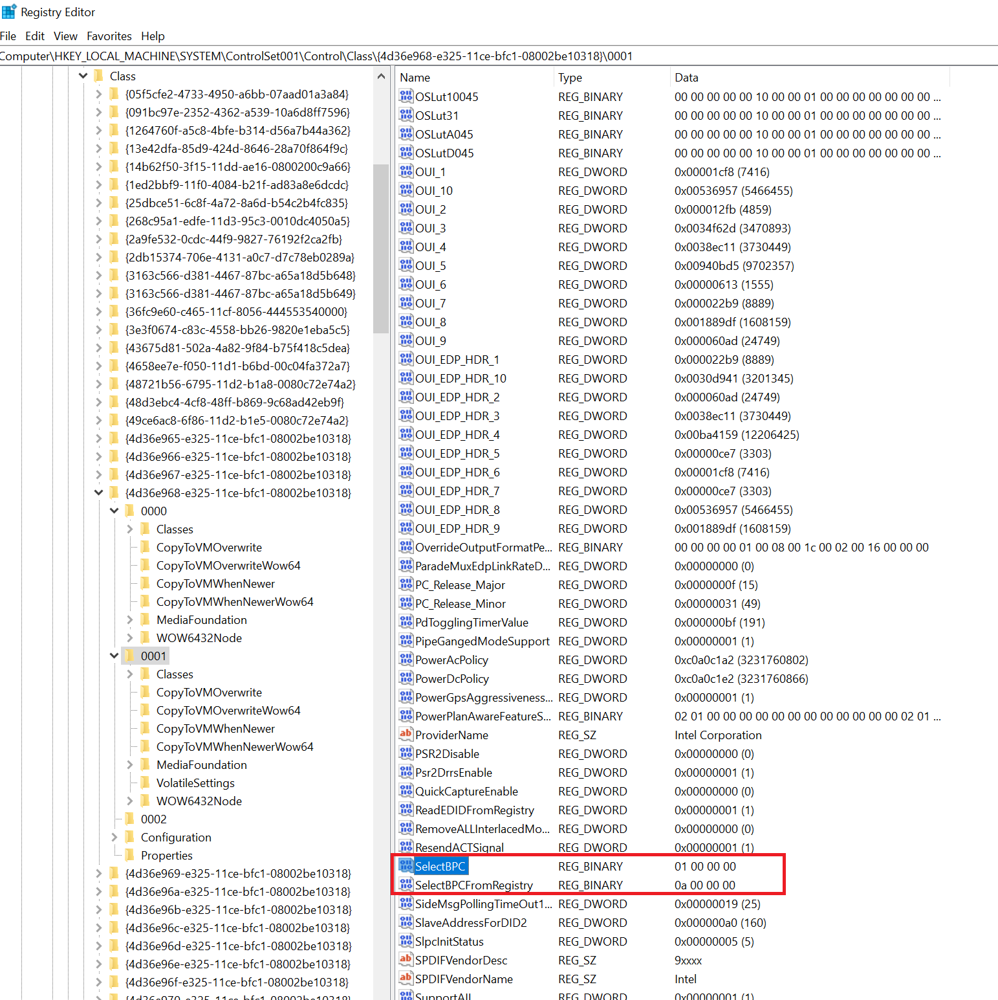 Registry Editor
File Edit View Favorites Help
Computer\HKEY_LOCAL_MACHINE\SYSTEM\ControlSet001\Control\Class\{4d36e968-e325-11ce-bfc1-08002be10318}\0001
Class
{05f5cfe2-4733-4950-a6bb-07aad01a3a84}
{091bc97e-2352-4362-a539-10a6d8ff7596}
{1264760f-a5c8-4bfe-b314-d56a7b44a362}
{13e42dfa-85d9-424d-8646-28a70f864f9c}
{14b62f50-3f15-11dd-ae16-0800200c9a66}
{1ed2bbf9-11f0-4084-b21f-ad83a8e6dcdc}
{25dbce51-6c8f-4a72-8a6d-b54c2b4fc835}
{268c95a1-edfe-11d3-95c3-0010dc4050a5}
{2a9fe532-0cdc-44f9-9827-76192f2ca2fb}
{2db15374-706e-4131-a0c7-d7c78eb0289a}
{3163c566-d381-4467-87bc-a65a18d5b648}
{3163c566-d381-4467-87bc-a65a18d5b649}
{36fc9e60-c465-11cf-8056-444553540000}
{3e3f0674-c83c-4558-bb26-9820e1eba5c5}
{43675d81-502a-4a82-9f84-b75f418c5dea}
{4658ee7e-f050-11d1-b6bd-00c04fa372a7}
{48721b56-6795-11d2-b1a8-0080c72e74a2}
{48d3ebc4-4cf8-48ff-b869-9c68ad42eb9f}
{49ce6ac8-6f86-11d2-b1e5-0080c72e74a2}
{4d36e965-e325-11ce-bfc1-08002be10318}
{4d36e966-e325-11ce-bfc1-08002be10318}
{4d36e967-e325-11ce-bfc1-08002be10318}
{4d36e968-e325-11ce-bfc1-08002be10318}
0000
Classes
CopyToVMOverwrite
CopyToVMOverwriteWow64
CopyToVMWhenNewer
CopyToVMWhenNewerWow64
MediaFoundation
WOW6432Node
0001
Classes
CopyToVMOverwrite
CopyToVMOverwriteWow64
CopyToVMWhenNewer
CopyToVMWhenNewerWow64
MediaFoundation
VolatileSettings
WOW6432Node
0002
Configuration
Properties
{4d36e969-e325-11ce-bfc1-08002be10318}
{4d36e96a-e325-11ce-bfc1-08002be10318}
{4d36e96b-e325-11ce-bfc1-08002be10318}
{4d36e96c-e325-11ce-bfc1-08002be10318}
{4d36e96d-e325-11ce-bfc1-08002be10318}
{4d36e96e-e325-11ce-bfc1-08002be10318}
{4d36e96f-e325-11ce-bfc1-08002be10318}
{4d36e970-e325-11ce-bfc1-08002be10318}
Name Type Data
OSLut10045 REG_BINARY 00 00 00 00 00 10 00 00 01 00 00 00 00 00 00 00 ...
OSLut31 REG_BINARY 00 00 00 00 00 10 00 00 01 00 00 00 00 00 00 00 ...
OSLutA045 REG_BINARY 00 00 00 00 00 10 00 00 01 00 00 00 00 00 00 00 ...
OSLutD045 REG_BINARY 00 00 00 00 00 10 00 00 01 00 00 00 00 00 00 00 ...
OUI_1 REG_DWORD 0x00001cf8 (7416)
OUI_10 REG_DWORD 0x00536957 (5466455)
OUI_2 REG_DWORD 0x000012fb (4859)
OUI_3 REG_DWORD 0x0034f62d (3470893)
OUI_4 REG_DWORD 0x0038ec11 (3730449)
OUI_5 REG_DWORD 0x00940bd5 (9702357)
OUI_6 REG_DWORD 0x00000613 (1555)
OUI_7 REG_DWORD 0x000022b9 (8889)
OUI_8 REG_DWORD 0x001889df (1608159)
OUI_9 REG_DWORD 0x000060ad (24749)
OUI_EDP_HDR_1 REG_DWORD 0x000022b9 (8889)
OUI_EDP_HDR_10 REG_DWORD 0x0030d941 (3201345)
OUI_EDP_HDR_2 REG_DWORD 0x000060ad (24749)
OUI_EDP_HDR_3 REG_DWORD 0x0038ec11 (3730449)
OUI_EDP_HDR_4 REG_DWORD 0x00ba4159 (12206425)
OUI_EDP_HDR_5 REG_DWORD 0x00000ce7 (3303)
OUI_EDP_HDR_6 REG_DWORD 0x00001cf8 (7416)
OUI_EDP_HDR_7 REG_DWORD 0x00000ce7 (3303)
OUI_EDP_HDR_8 REG_DWORD 0x00536957 (5466455)
OUI_EDP_HDR_9 REG_DWORD 0x001889df (1608159)
OverrideOutputFormatPe... REG_BINARY 00 00 00 00 01 00 08 00 1c 00 02 00 16 00 00 00
ParadeMuxEdpLinkRateD... REG_DWORD 0x00000000 (0)
PC_Release_Major REG_DWORD 0x0000000f (15)
PC_Release_Minor REG_DWORD 0x00000031 (49)
PdTogglingTimerValue REG_DWORD 0x000000bf (191)
PipeGangedModeSupport REG_DWORD 0x00000001 (1)
PowerAcPolicy REG_DWORD 0xc0a0c1a2 (3231760802)
PowerDcPolicy REG_DWORD 0xc0a0c1e2 (3231760866)
PowerGpsAggressiveness... REG_DWORD 0x00000001 (1)
PowerPlanAwareFeatureS... REG_BINARY 02 01 00 00 00 00 00 00 00 00 00 00 00 00 02 01 ...
ProviderName REG_SZ Intel Corporation
PSR2Disable REG_DWORD 0x00000000 (0)
Psr2DrrsEnable REG_DWORD 0x00000001 (1)
QuickCaptureEnable REG_DWORD 0x00000000 (0)
ReadEDIDFromRegistry REG_DWORD 0x00000001 (1)
RemoveALLInterlacedMo... REG_DWORD 0x00000000 (0)
ResendACTSignal REG_DWORD 0x00000001 (1)
SelectBPC REG_BINARY 01 00 00 00
SelectBPCFromRegistry REG_BINARY 0a 00 00 00
SideMsgPollingTimeOut1... REG_DWORD 0x00000019 (25)
SlaveAddressForDID2 REG_DWORD 0x000000a0 (160)
SlpcInitStatus REG_DWORD 0x00000005 (5)
SPDIFVendorDesc REG_SZ 9xxxx
SPDIFVendorName REG_SZ Intel
REG_DWORD 0x00000001 (1)